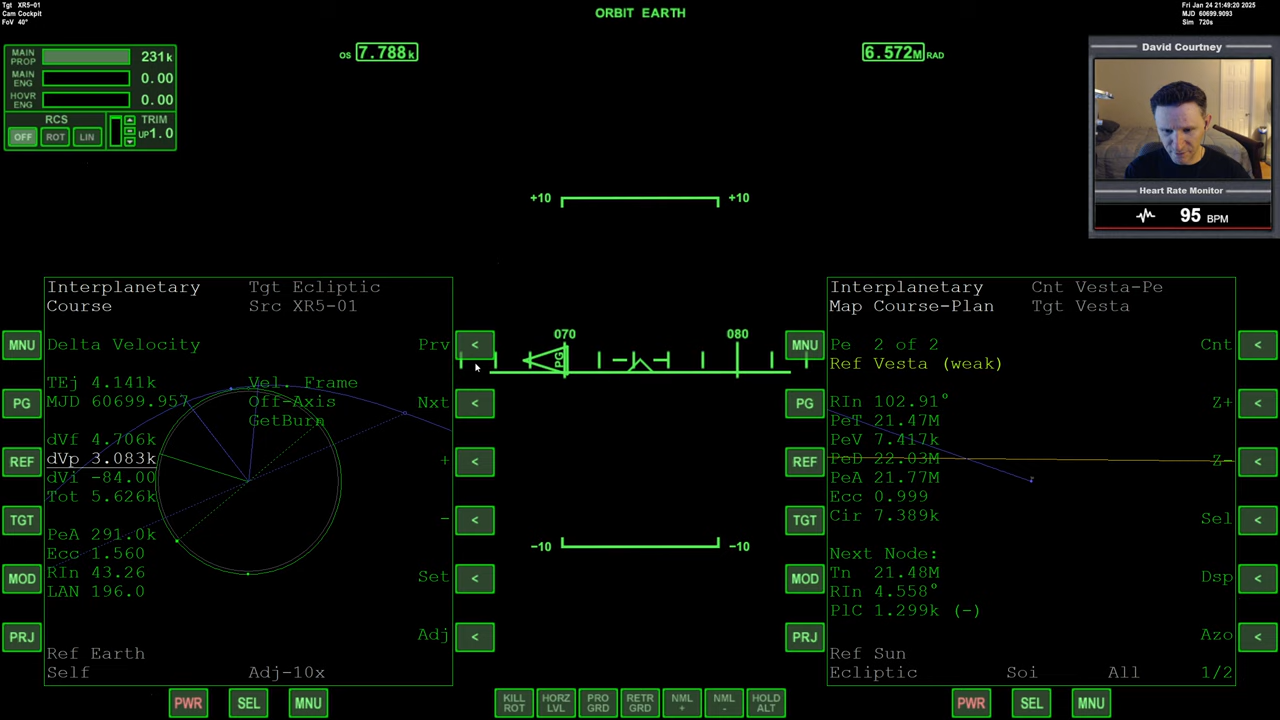 Tgt XR5-01
Cam Cockpit
FoV 40°
ORBIT EARTH
Fri Jan 24 21:49:20 2025
MJD 60699.9093
Sim 720s
MAIN PROP 231k
MAIN ENG 0.00
HOVR ENG 0.00
RCS
OFF ROT LIN
TRIM
UP 1.0
OS 7.788k
6.572M RAD
David Courtney
Heart Rate Monitor
95 BPM
+10 +10
070 080
PG
-10 -10
Interplanetary Tgt Ecliptic
Course Src XR5-01
Delta Velocity Prv
TEj 4.141k Vel. Frame
MJD 60699.957 Off-Axis Nxt
GetBurn
dVf 4.706k
dVp 3.083k +
dVi -84.00
Tot 5.626k
-
PeA 291.0k
Ecc 1.560
RIn 43.26 Set
LAN 196.0
Adj
Ref Earth
Self Adj-10x
MNU <
PG <
REF <
TGT <
MOD <
PRJ <
PWR SEL MNU
KILL ROT
HORZ LVL
PRO GRD
RETR GRD
NML +
NML -
HOLD ALT
Interplanetary Cnt Vesta-Pe
Map Course-Plan Tgt Vesta
Pe 2 of 2 Cnt
Ref Vesta (weak)
RIn 102.91° Z+
PeT 21.47M
PeV 7.417k
PeD 22.03M Z-
PeA 21.77M
Ecc 0.999
Cir 7.389k Sel
Next Node:
Tn 21.48M Dsp
RIn 4.558°
PlC 1.299k (-)
Azo
Ref Sun
Ecliptic Soi All 1/2
MNU <
PG <
REF <
TGT <
MOD <
PRJ <
PWR SEL MNU